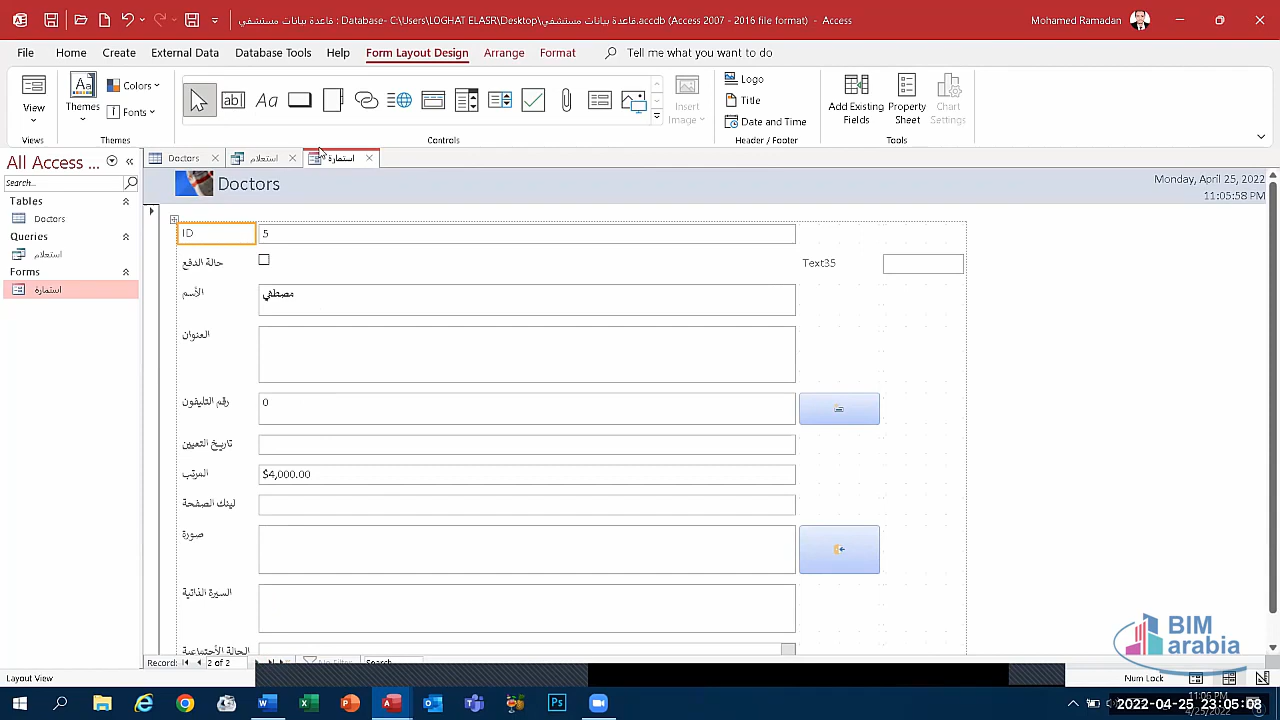 قاعدة بيانات مستشفي : Database- C:\Users\LOGHAT ELASR\Desktop\قاعدة بيانات مستشفي.accdb (Access 2007 - 2016 file format) - Access
Mohamed Ramadan
File Home Create External Data Database Tools Help Form Layout Design Arrange Format Tell me what you want to do
View
Views
Themes
Colors
Fonts
Themes
Aa
Controls
Insert Image
Logo
Title
Date and Time
Header / Footer
Add Existing Fields
Property Sheet
Chart Settings
Tools
All Access ...
Search...
Tables
Doctors
Queries
استعلام
Forms
استمارة
Doctors استعلام استمارة
Doctors
Monday, April 25, 2022
11:05:58 PM
ID 5
حالة الدفع
Text35
الأسم مصطفي
العنوان
رقم التليفون 0
تاريخ التعيين
المرتب $4,000.00
لينك الصفحة
صورة
السيرة الذاتية
الحالة الأجتماعية
Record: 2 of 2 No Filter Search
Layout View
Num Lock
BIM arabia
2022-04-25 23:05:08